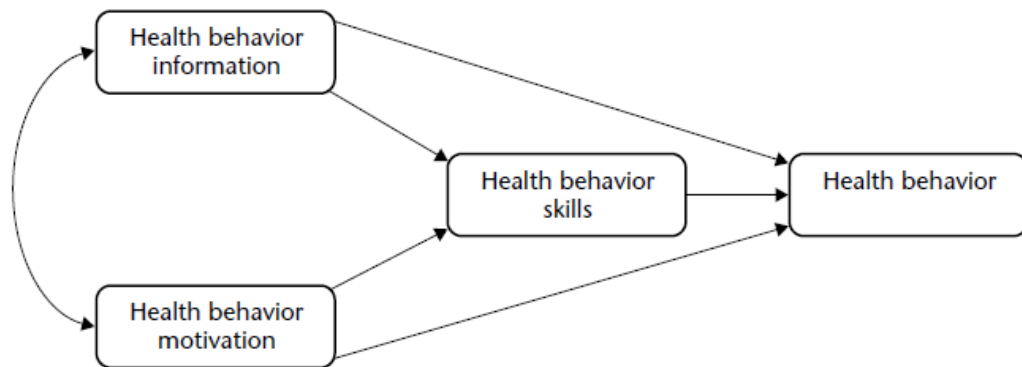 Health behavior
information
Health behavior
skills
Health behavior
Health behavior
motivation